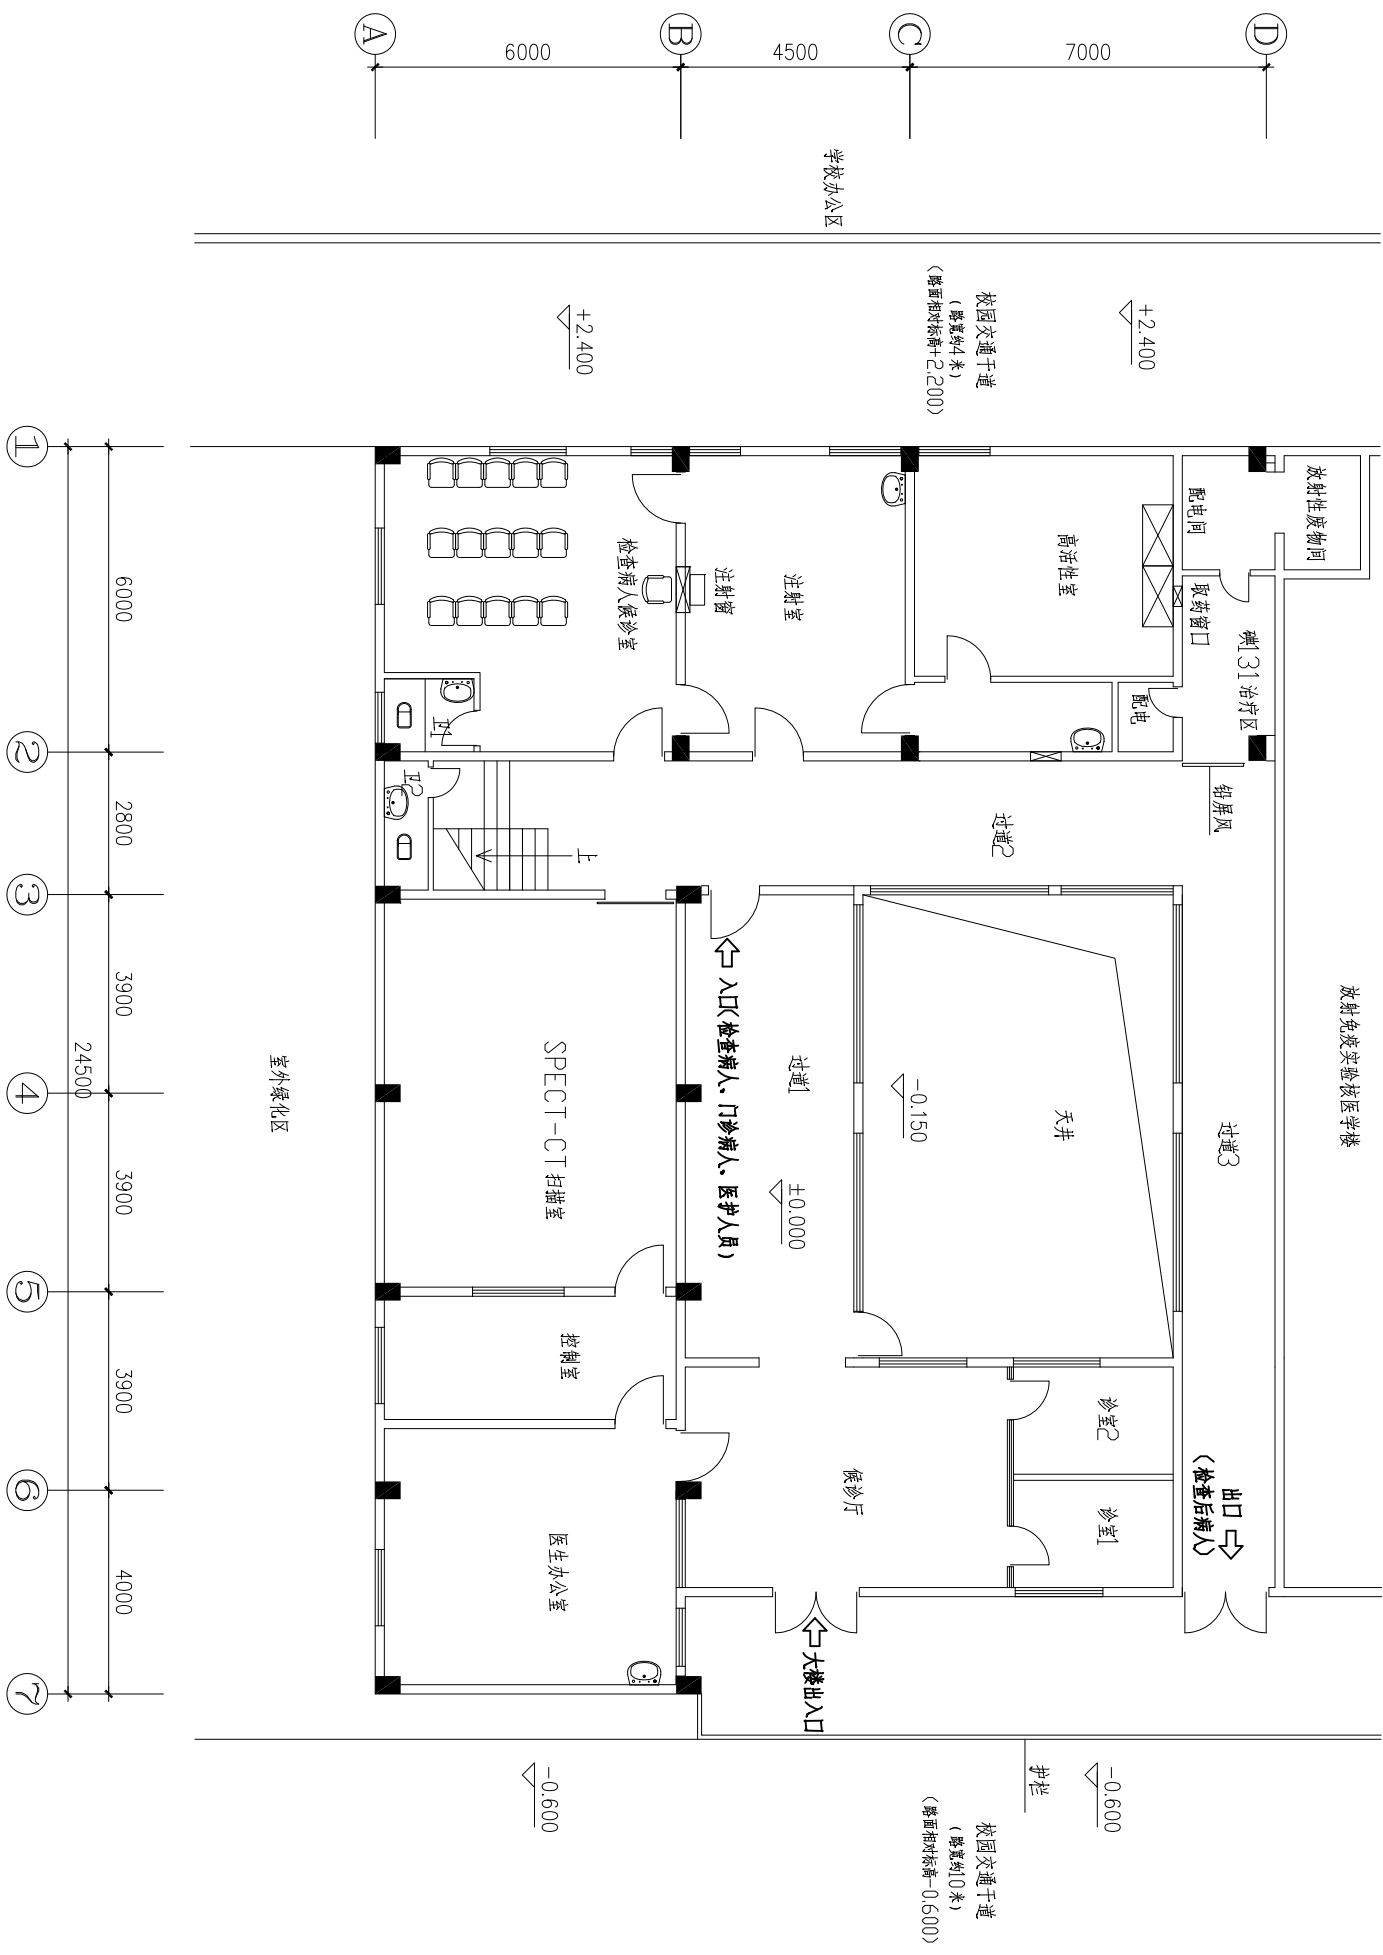 A
B
C
D
6000
4500
7000
学校办公区
校园交通干道
(路宽约4米)
(路面相对标高+2.200)
+2.400
+2.400
1
2
3
4
5
6
7
6000
2800
3900
3900
3900
4000
24500
放射性废物间
配电间
取药窗口
碘131治疗区
高活性室
配电
铅屏风
注射室
注射窗
检查病人候诊室
卫1
卫2
上
过道2
过道1
过道3
天井
-0.150
±0.000
入口(检查病人、门诊病人、医护人员)
SPECT-CT扫描室
控制室
医生办公室
候诊厅
诊室2
诊室1
出口
(检查后病人)
大楼出入口
放射免疫实验核医学楼
室外绿化区
护栏
-0.600
-0.600
校园交通干道
(路宽约10米)
(路面相对标高-0.600)